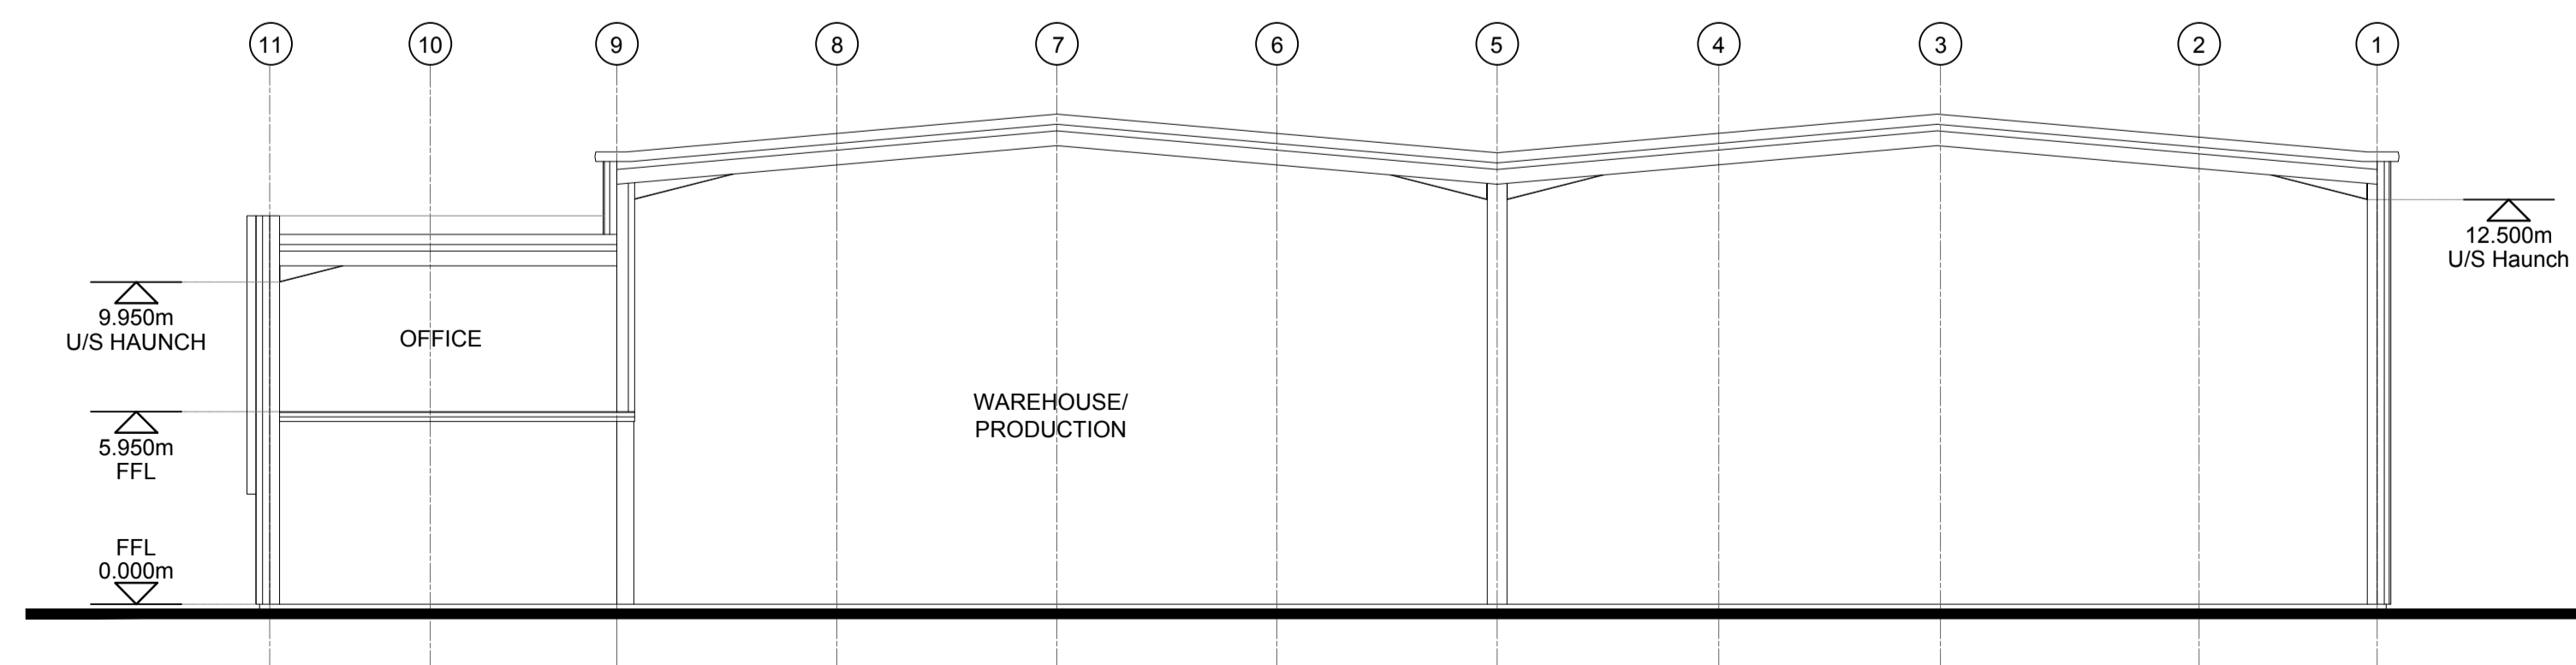 11 10 9 8 7 6 5 4 3 2 1
12.500m
U/S Haunch
9.950m
U/S HAUNCH
OFFICE
WAREHOUSE/
PRODUCTION
5.950m
FFL
FFL
0.000m